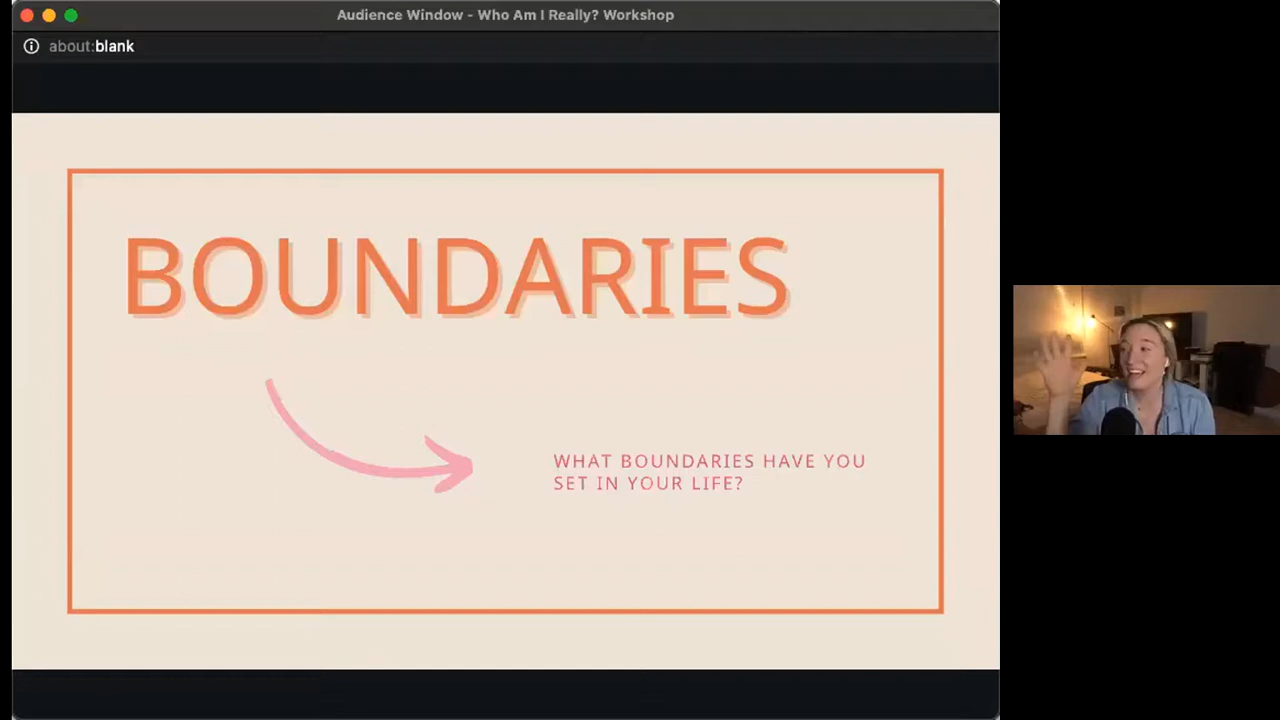 Audience Window - Who Am I Really? Workshop
about:blank
BOUNDARIES
WHAT BOUNDARIES HAVE YOU
SET IN YOUR LIFE?